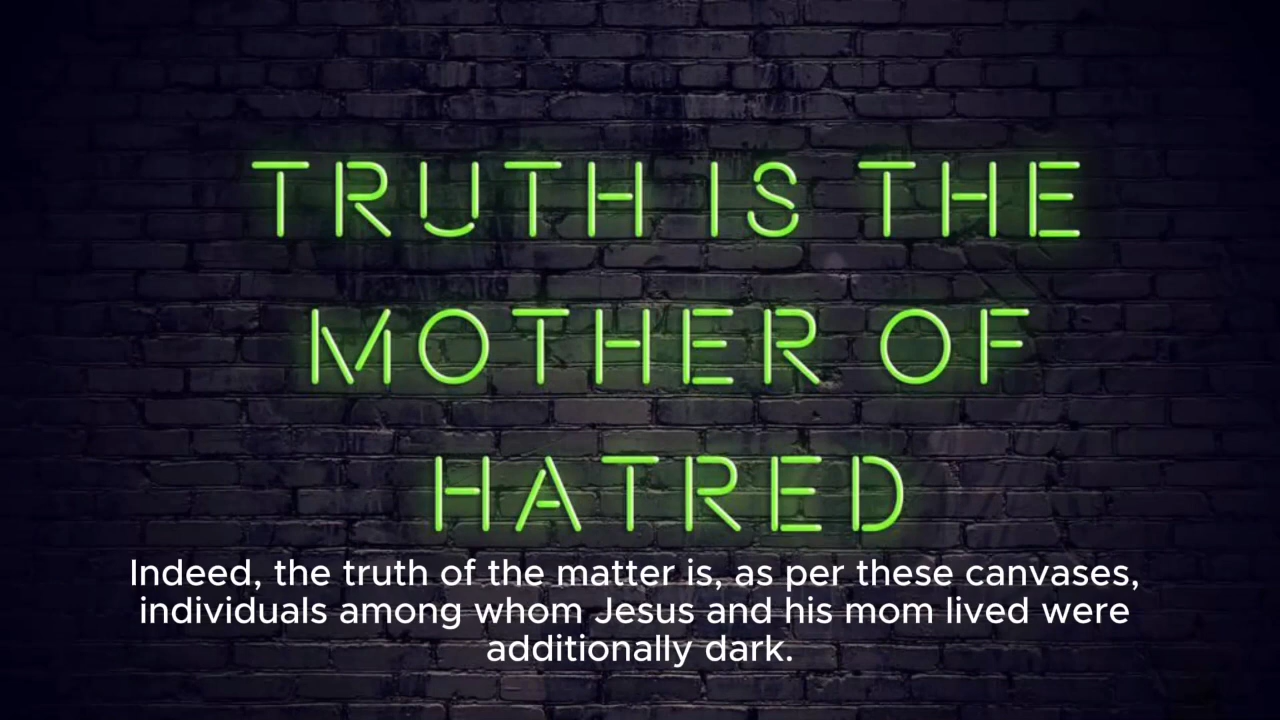 TRUTH IS THE
MOTHER OF
HATRED
Indeed, the truth of the matter is, as per these canvases,
individuals among whom Jesus and his mom lived were
additionally dark.